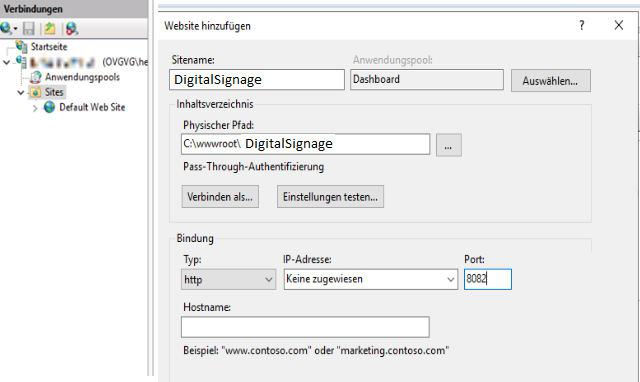 Verbindungen
Startseite
(OVGVG\he
Anwendungspools
Sites
Default Web Site
Website hinzufügen
? ×
Sitename:
Anwendungspool:
DigitalSignage
Dashboard
Auswählen...
Inhaltsverzeichnis
Physischer Pfad:
C:\wwwroot\ DigitalSignage
...
Pass-Through-Authentifizierung
Verbinden als...
Einstellungen testen...
Bindung
Typ:
IP-Adresse:
Port:
http
Keine zugewiesen
8082
Hostname:
Beispiel: "www.contoso.com" oder "marketing.contoso.com"